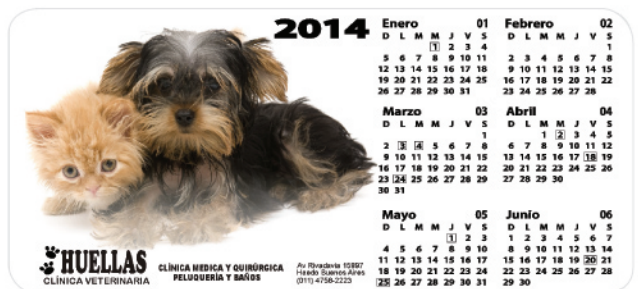 2014
Enero 01
D L M M J V S
1 2 3 4
5 6 7 8 9 10 11
12 13 14 15 16 17 18
19 20 21 22 23 24 25
26 27 28 29 30 31
Febrero 02
D L M M J V S
1
2 3 4 5 6 7 8
9 10 11 12 13 14 15
16 17 18 19 20 21 22
23 24 25 26 27 28
Marzo 03
D L M M J V S
1
2 3 4 5 6 7 8
9 10 11 12 13 14 15
16 17 18 19 20 21 22
23 24 25 26 27 28 29
30 31
Abril 04
D L M M J V S
1 2 3 4 5
6 7 8 9 10 11 12
13 14 15 16 17 18 19
20 21 22 23 24 25 26
27 28 29 30
Mayo 05
D L M M J V S
1 2 3
4 5 6 7 8 9 10
11 12 13 14 15 16 17
18 19 20 21 22 23 24
25 26 27 28 29 30 31
Junio 06
D L M M J V S
1 2 3 4 5 6 7
8 9 10 11 12 13 14
15 16 17 18 19 20 21
22 23 24 25 26 27 28
29 30
HUELLAS
CLÍNICA VETERINARIA
CLÍNICA MEDICA Y QUIRÚRGICA
PELUQUERÍA Y BAÑOS
Av Rivadavia 15897
Haedo Buenos Aires
(011) 4758-2223